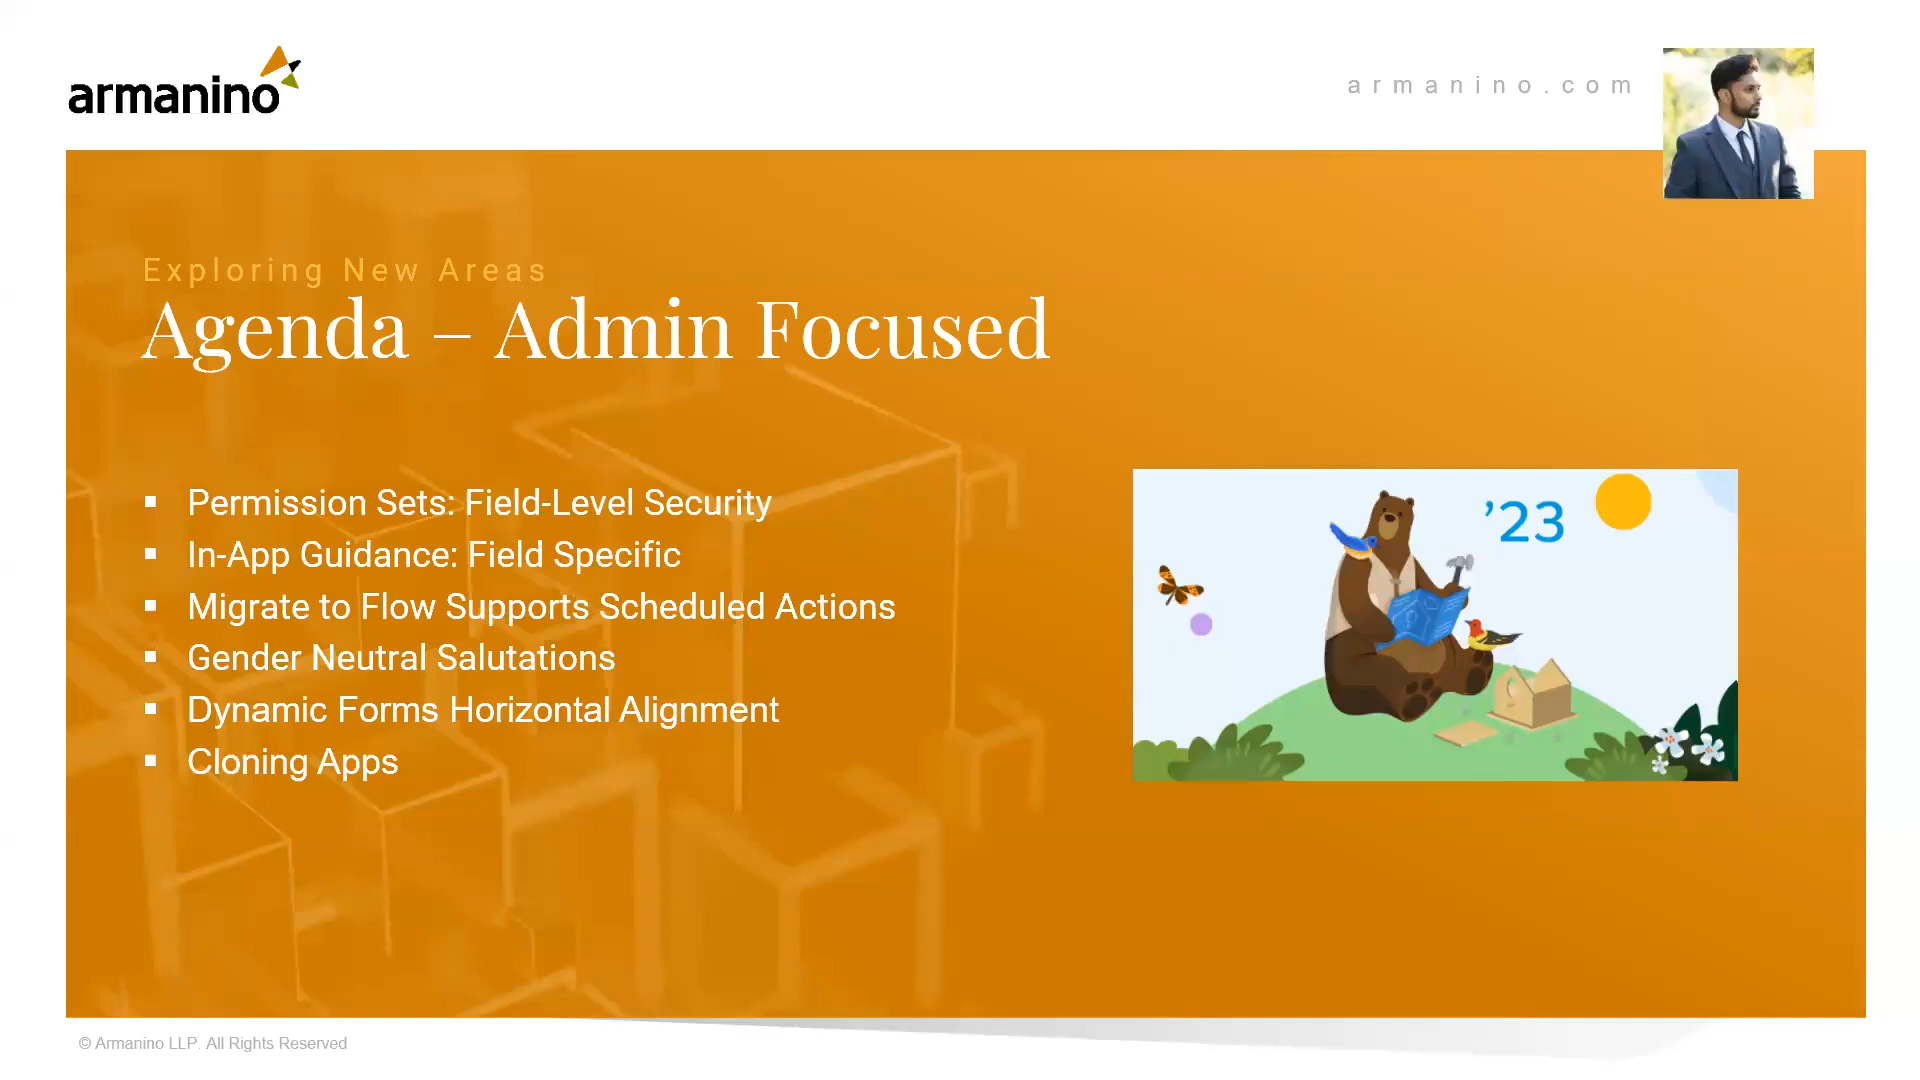 armanino
armanino.com
Exploring New Areas
Agenda – Admin Focused
▪ Permission Sets: Field-Level Security
▪ In-App Guidance: Field Specific
▪ Migrate to Flow Supports Scheduled Actions
▪ Gender Neutral Salutations
▪ Dynamic Forms Horizontal Alignment
▪ Cloning Apps
’23
© Armanino LLP. All Rights Reserved